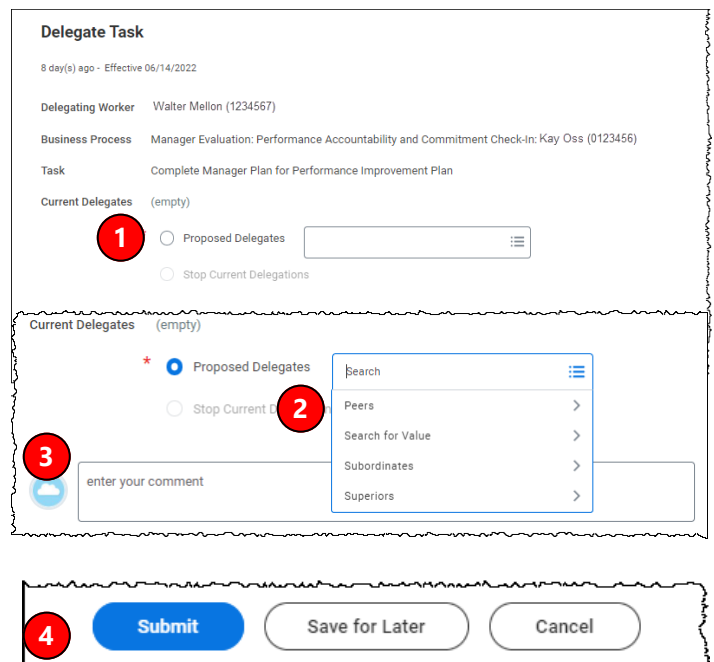 Delegate Task
8 day(s) ago - Effective 06/14/2022
Delegating Worker Walter Mellon (1234567)
Business Process Manager Evaluation: Performance Accountability and Commitment Check-In: Kay Oss (0123456)
Task Complete Manager Plan for Performance Improvement Plan
Current Delegates (empty)
1 Proposed Delegates
Stop Current Delegations
Current Delegates (empty)
* Proposed Delegates Search
Stop Current D 2 Peers
Search for Value
3 Subordinates
enter your comment
Superiors
4 Submit Save for Later Cancel